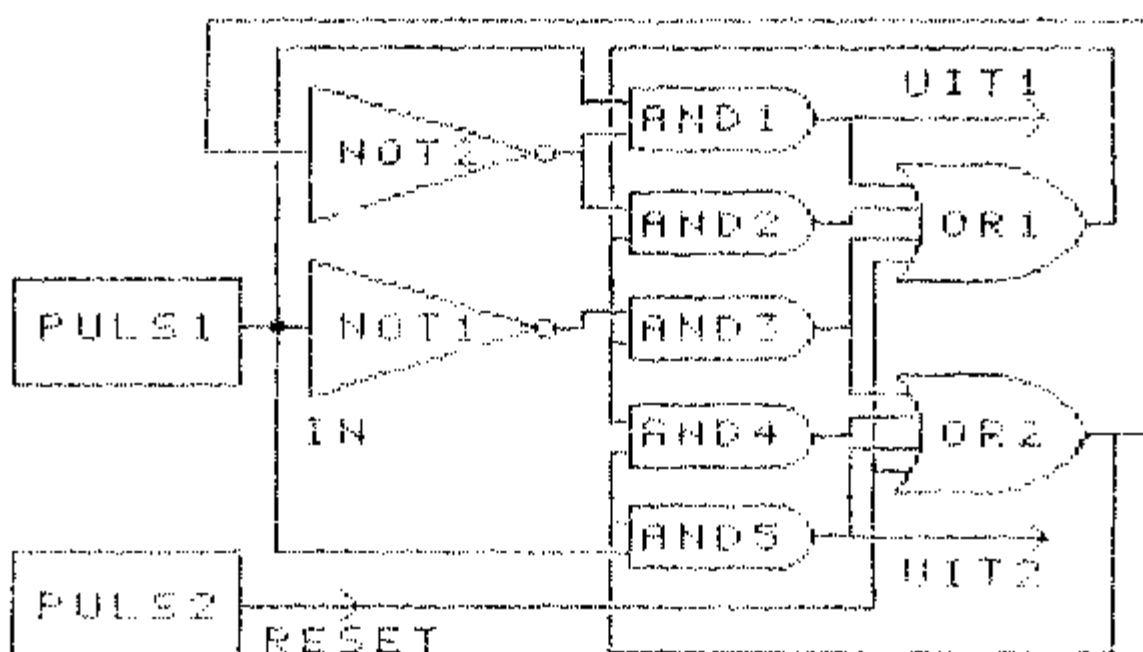 UIT1
AND1
NOT2
AND2
OR1
PULS1
NOT1
AND3
IN
AND4
OR2
AND5
UIT2
PULS2
RESET